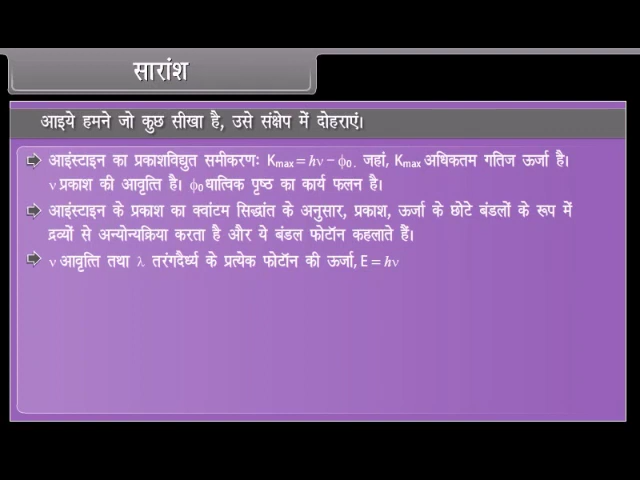 सारांश
आइये हमने जो कुछ सीखा है, उसे संक्षेप में दोहराएं।
आइंस्टाइन का प्रकाशविद्युत समीकरणः Kmax = hν − ϕ0. जहां, Kmax अधिकतम गतिज ऊर्जा है।
ν प्रकाश की आवृत्ति है। ϕ0 धात्विक पृष्ठ का कार्य फलन है।
आइंस्टाइन के प्रकाश का क्वांटम सिद्धांत के अनुसार, प्रकाश, ऊर्जा के छोटे बंडलों के रूप में
द्रव्यों से अन्योन्यक्रिया करता है और ये बंडल फोटॉन कहलाते हैं।
ν आवृत्ति तथा λ तरंगदैर्ध्य के प्रत्येक फोटॉन की ऊर्जा, E = hν